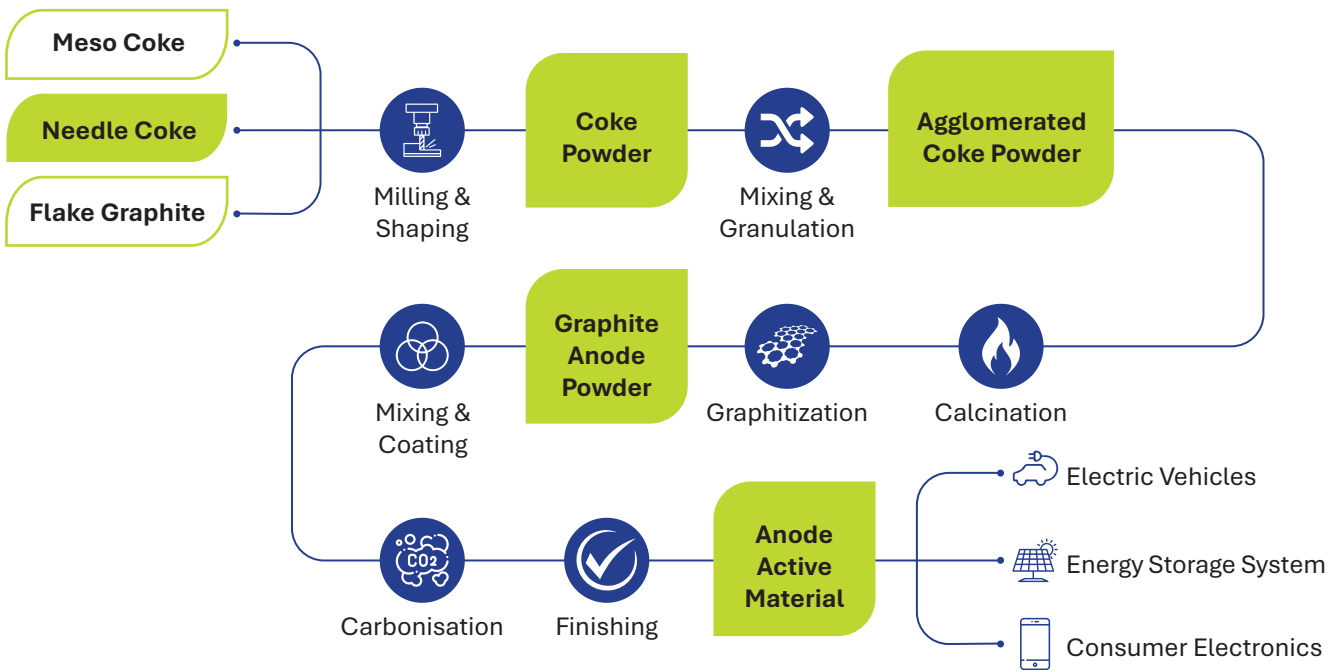 Meso Coke
Needle Coke
Flake Graphite
Milling &
Shaping
Coke
Powder
Mixing &
Granulation
Agglomerated
Coke Powder
Calcination
Graphitization
Graphite
Anode
Powder
Mixing &
Coating
CO₂
Carbonisation
Finishing
Anode
Active
Material
Electric Vehicles
Energy Storage System
Consumer Electronics